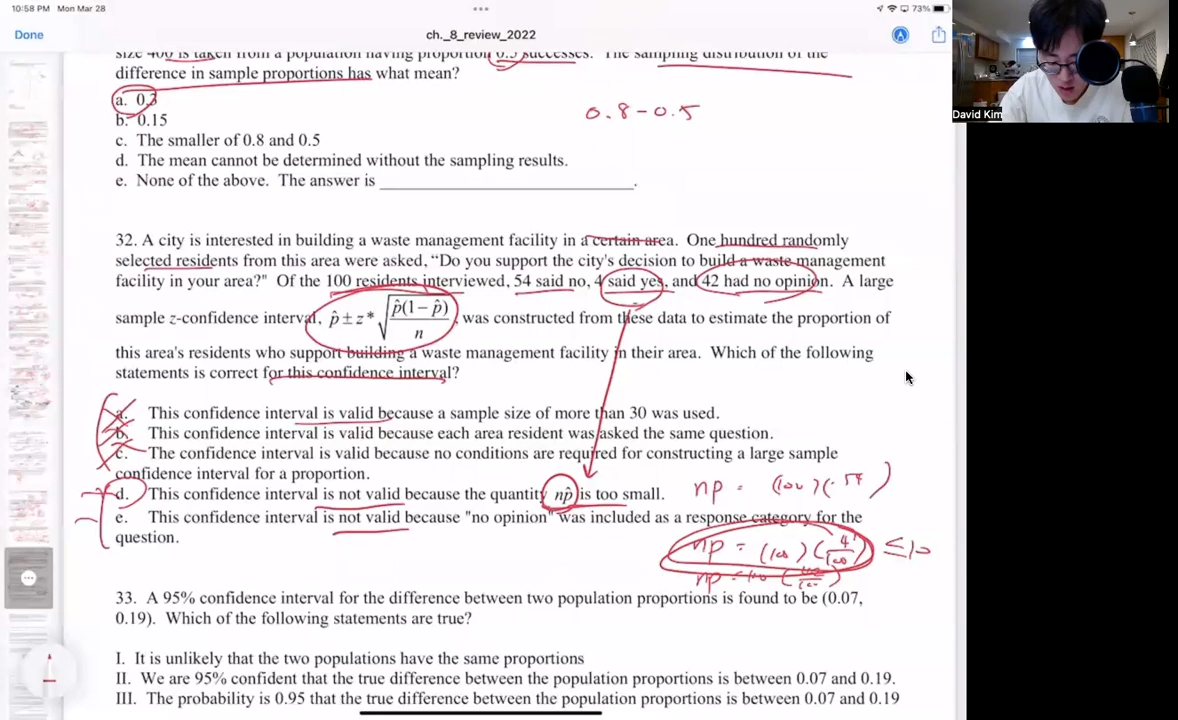 10:58 PM Mon Mar 28
73%
Done
ch._8_review_2022
size 400 is taken from a population having proportion 0.5 successes. The sampling distribution of the
difference in sample proportions has what mean?
a. 0.3
b. 0.15
c. The smaller of 0.8 and 0.5
d. The mean cannot be determined without the sampling results.
e. None of the above. The answer is ______________________________.
0.8-0.5
David Kim
32. A city is interested in building a waste management facility in a certain area. One hundred randomly
selected residents from this area were asked, “Do you support the city's decision to build a waste management
facility in your area?" Of the 100 residents interviewed, 54 said no, 4 said yes, and 42 had no opinion. A large
sample z-confidence interval, p̂ ± z* √(p̂(1 − p̂)/n) was constructed from these data to estimate the proportion of
this area's residents who support building a waste management facility in their area. Which of the following
statements is correct for this confidence interval?
a. This confidence interval is valid because a sample size of more than 30 was used.
b. This confidence interval is valid because each area resident was asked the same question.
c. The confidence interval is valid because no conditions are required for constructing a large sample
confidence interval for a proportion.
d. This confidence interval is not valid because the quantity np̂ is too small.
e. This confidence interval is not valid because "no opinion" was included as a response category for the
question.
np = (100)(.54)
np = (100)(4/100) ≤10
33. A 95% confidence interval for the difference between two population proportions is found to be (0.07,
0.19). Which of the following statements are true?
I. It is unlikely that the two populations have the same proportions
II. We are 95% confident that the true difference between the population proportions is between 0.07 and 0.19.
III. The probability is 0.95 that the true difference between the population proportions is between 0.07 and 0.19